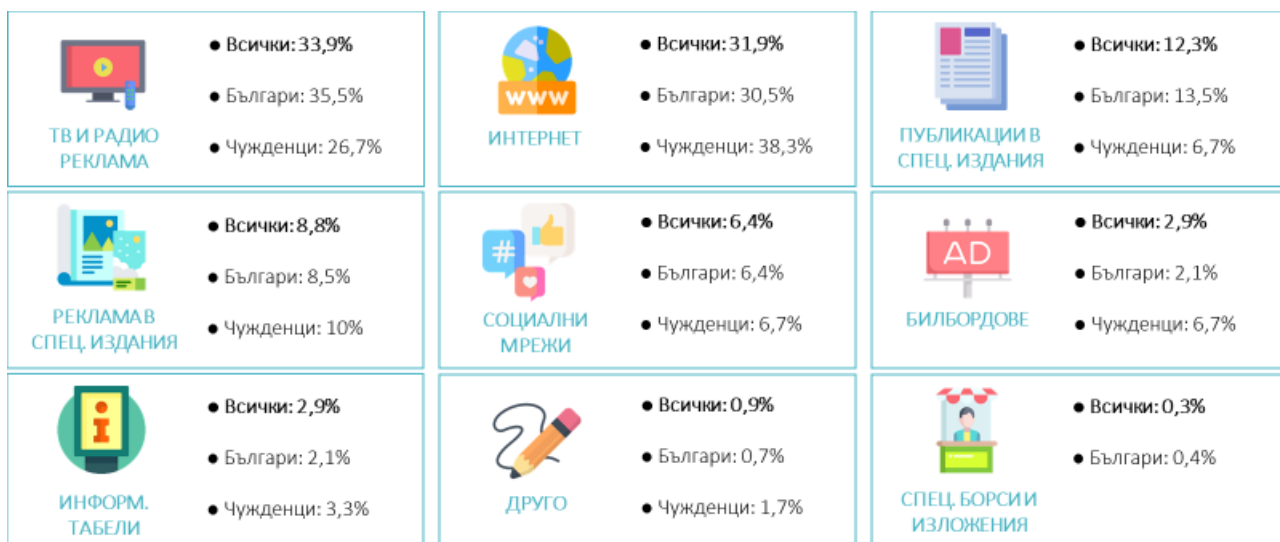 ТВ И РАДИО
РЕКЛАМА
● Всички: 33,9%
● Българи: 35,5%
● Чужденци: 26,7%
www
ИНТЕРНЕТ
● Всички: 31,9%
● Българи: 30,5%
● Чужденци: 38,3%
ПУБЛИКАЦИИ В
СПЕЦ. ИЗДАНИЯ
● Всички: 12,3%
● Българи: 13,5%
● Чужденци: 6,7%
РЕКЛАМА В
СПЕЦ. ИЗДАНИЯ
● Всички: 8,8%
● Българи: 8,5%
● Чужденци: 10%
#
СОЦИАЛНИ
МРЕЖИ
● Всички: 6,4%
● Българи: 6,4%
● Чужденци: 6,7%
AD
БИЛБОРДОВЕ
● Всички: 2,9%
● Българи: 2,1%
● Чужденци: 6,7%
i
ИНФОРМ.
ТАБЕЛИ
● Всички: 2,9%
● Българи: 2,1%
● Чужденци: 3,3%
ДРУГО
● Всички: 0,9%
● Българи: 0,7%
● Чужденци: 1,7%
СПЕЦ. БОРСИ И
ИЗЛОЖЕНИЯ
● Всички: 0,3%
● Българи: 0,4%